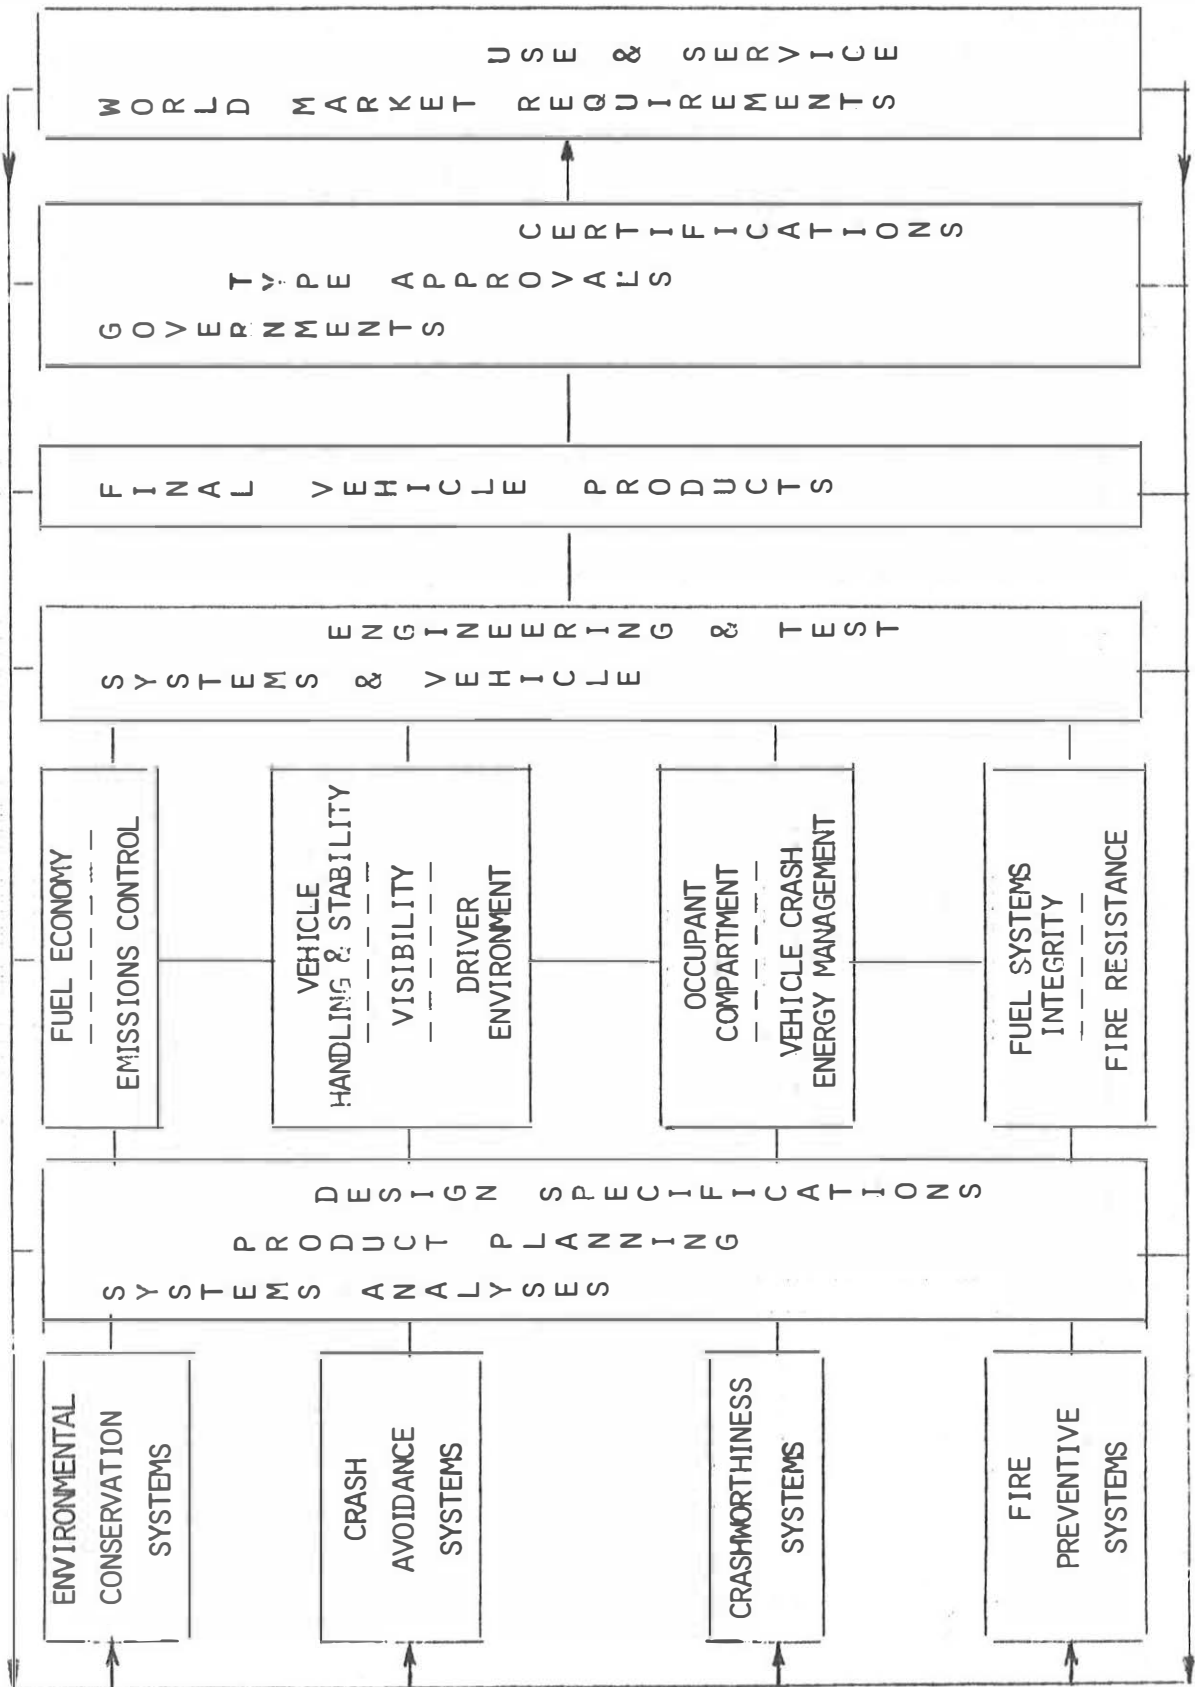 ENVIRONMENTAL
CONSERVATION
SYSTEMS
CRASH
AVOIDANCE
SYSTEMS
CRASHWORTHINESS
SYSTEMS
FIRE
PREVENTIVE
SYSTEMS
SYSTEMS ANALYSES
PRODUCT PLANNING
DESIGN SPECIFICATIONS
FUEL ECONOMY
EMISSIONS CONTROL
VEHICLE
HANDLING & STABILITY
VISIBILITY
DRIVER
ENVIRONMENT
OCCUPANT
COMPARTMENT
VEHICLE CRASH
ENERGY MANAGEMENT
FUEL SYSTEMS
INTEGRITY
FIRE RESISTANCE
SYSTEMS & VEHICLE
ENGINEERING & TEST
FINAL VEHICLE PRODUCTS
GOVERNMENTS
TYPE APPROVALS
CERTIFICATIONS
WORLD MARKET REQUIREMENTS
USE & SERVICE